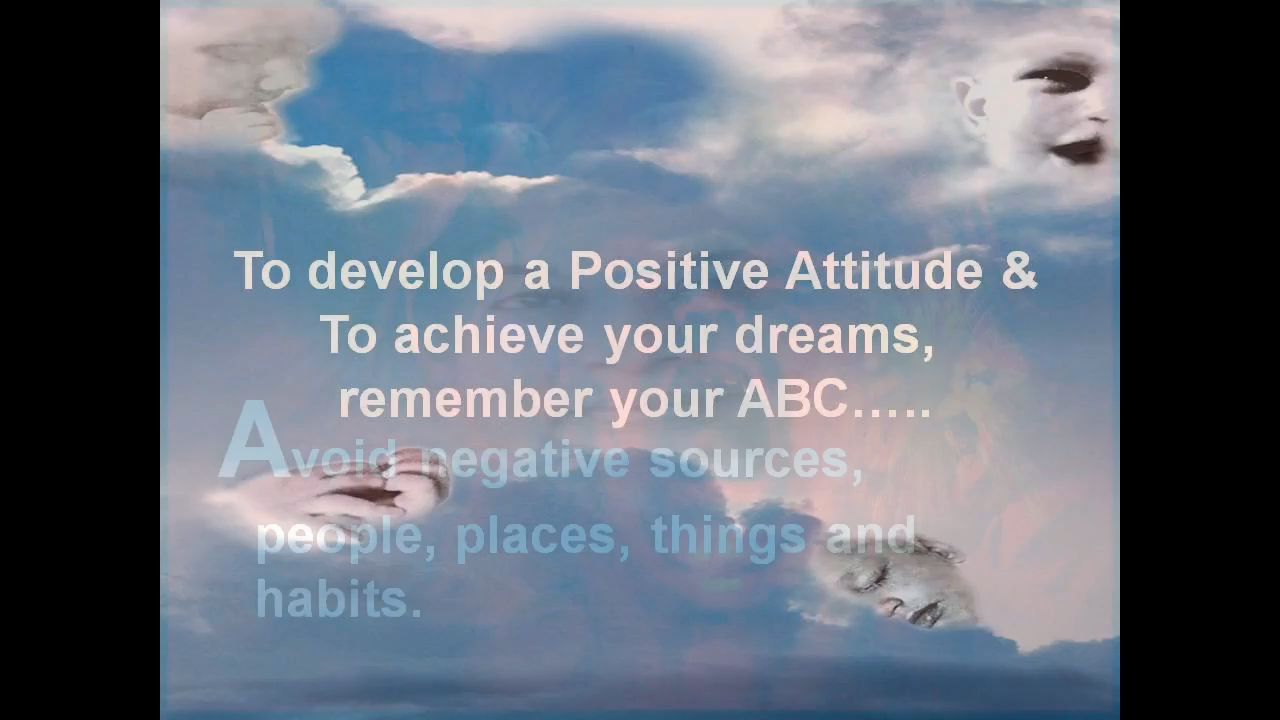 To develop a Positive Attitude &
To achieve your dreams,
remember your ABC.....
Avoid negative sources,
people, places, things and
habits.